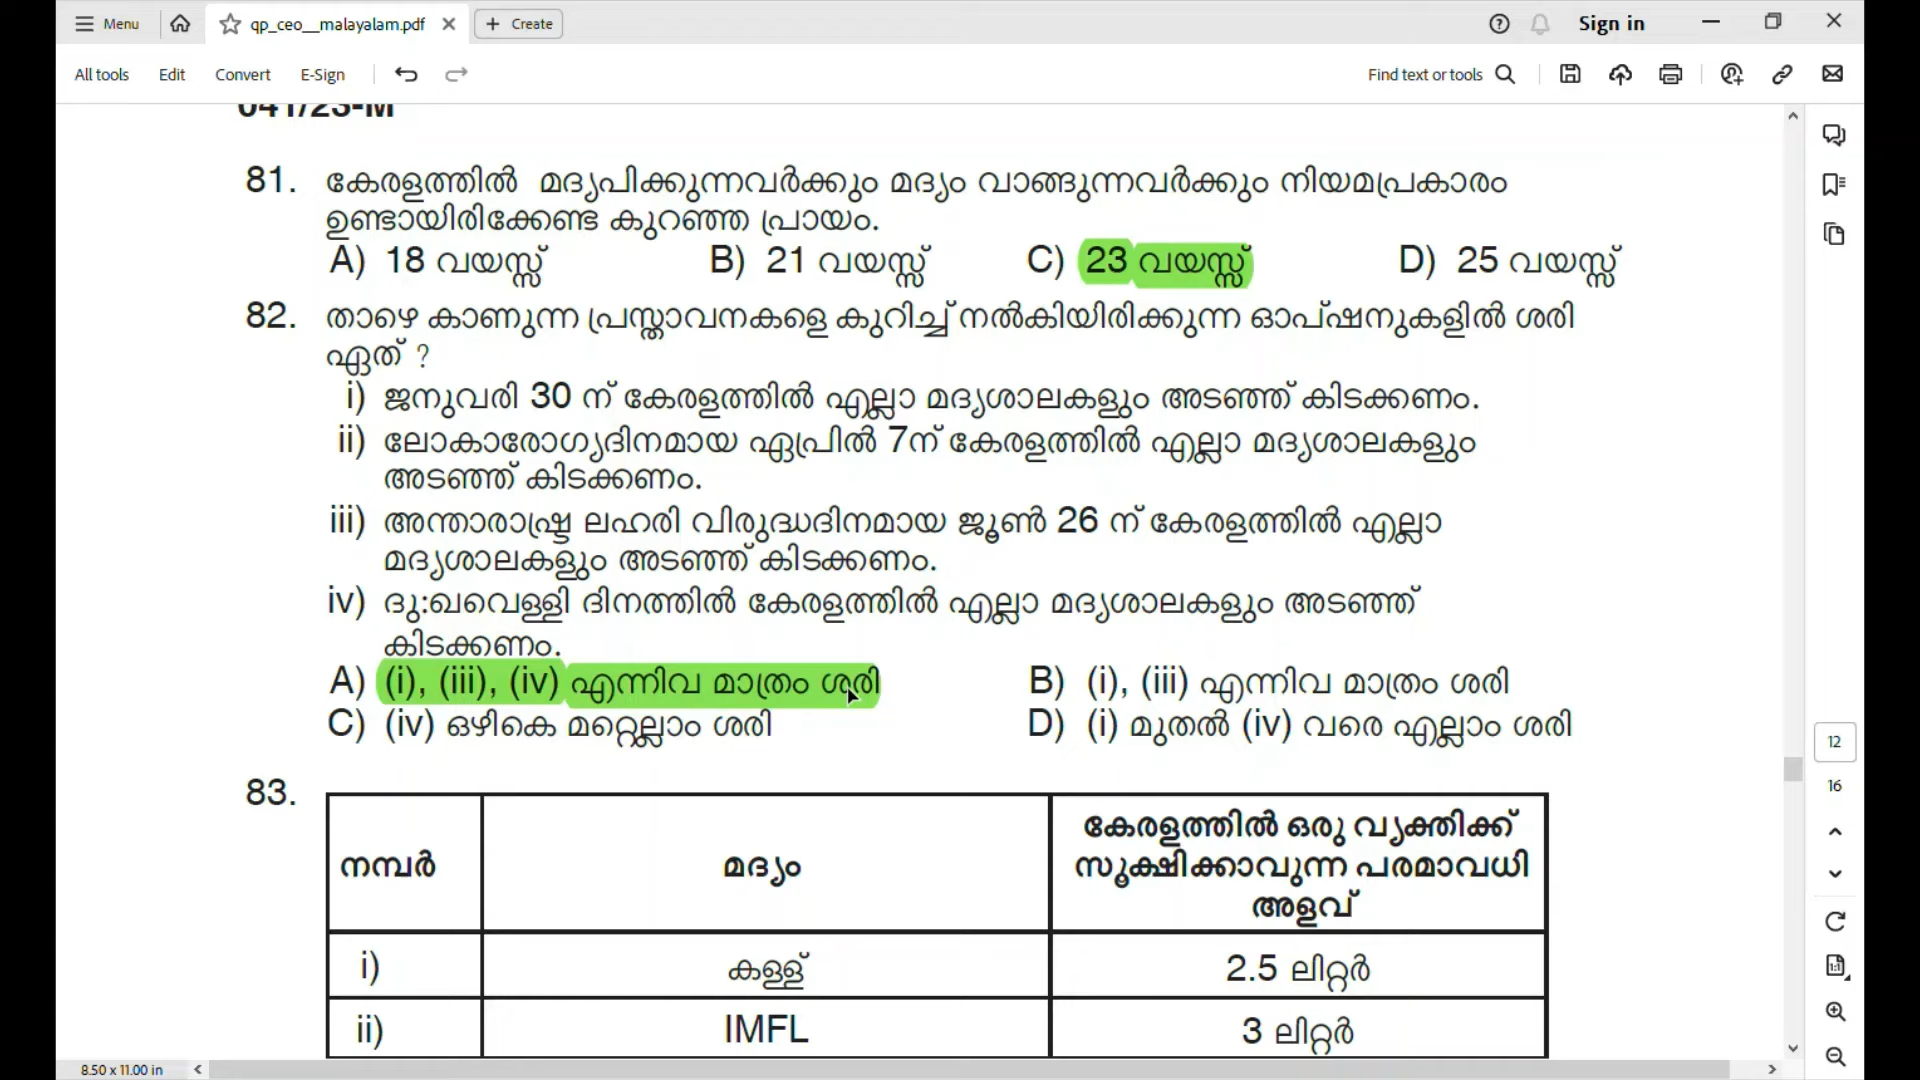 Menu
qp_ceo__malayalam.pdf
Create
Sign in
All tools
Edit
Convert
E-Sign
Find text or tools
041/23-M
81. കേരളത്തിൽ മദ്യപിക്കുന്നവർക്കും മദ്യം വാങ്ങുന്നവർക്കും നിയമപ്രകാരം
ഉണ്ടായിരിക്കേണ്ട കുറഞ്ഞ പ്രായം.
A) 18 വയസ്സ് B) 21 വയസ്സ് C) 23 വയസ്സ് D) 25 വയസ്സ്
82. താഴെ കാണുന്ന പ്രസ്താവനകളെ കുറിച്ച് നൽകിയിരിക്കുന്ന ഓപ്ഷനുകളിൽ ശരി
ഏത് ?
i) ജനുവരി 30 ന് കേരളത്തിൽ എല്ലാ മദ്യശാലകളും അടഞ്ഞ് കിടക്കണം.
ii) ലോകാരോഗ്യദിനമായ ഏപ്രിൽ 7ന് കേരളത്തിൽ എല്ലാ മദ്യശാലകളും
അടഞ്ഞ് കിടക്കണം.
iii) അന്താരാഷ്ട്ര ലഹരി വിരുദ്ധദിനമായ ജൂൺ 26 ന് കേരളത്തിൽ എല്ലാ
മദ്യശാലകളും അടഞ്ഞ് കിടക്കണം.
iv) ദു:ഖവെള്ളി ദിനത്തിൽ കേരളത്തിൽ എല്ലാ മദ്യശാലകളും അടഞ്ഞ്
കിടക്കണം.
A) (i), (iii), (iv) എന്നിവ മാത്രം ശരി B) (i), (iii) എന്നിവ മാത്രം ശരി
C) (iv) ഒഴികെ മറ്റെല്ലാം ശരി D) (i) മുതൽ (iv) വരെ എല്ലാം ശരി
83.
നമ്പർ മദ്യം കേരളത്തിൽ ഒരു വ്യക്തിക്ക്
സൂക്ഷിക്കാവുന്ന പരമാവധി
അളവ്
i) കള്ള് 2.5 ലിറ്റർ
ii) IMFL 3 ലിറ്റർ
12
16
8.50 x 11.00 in